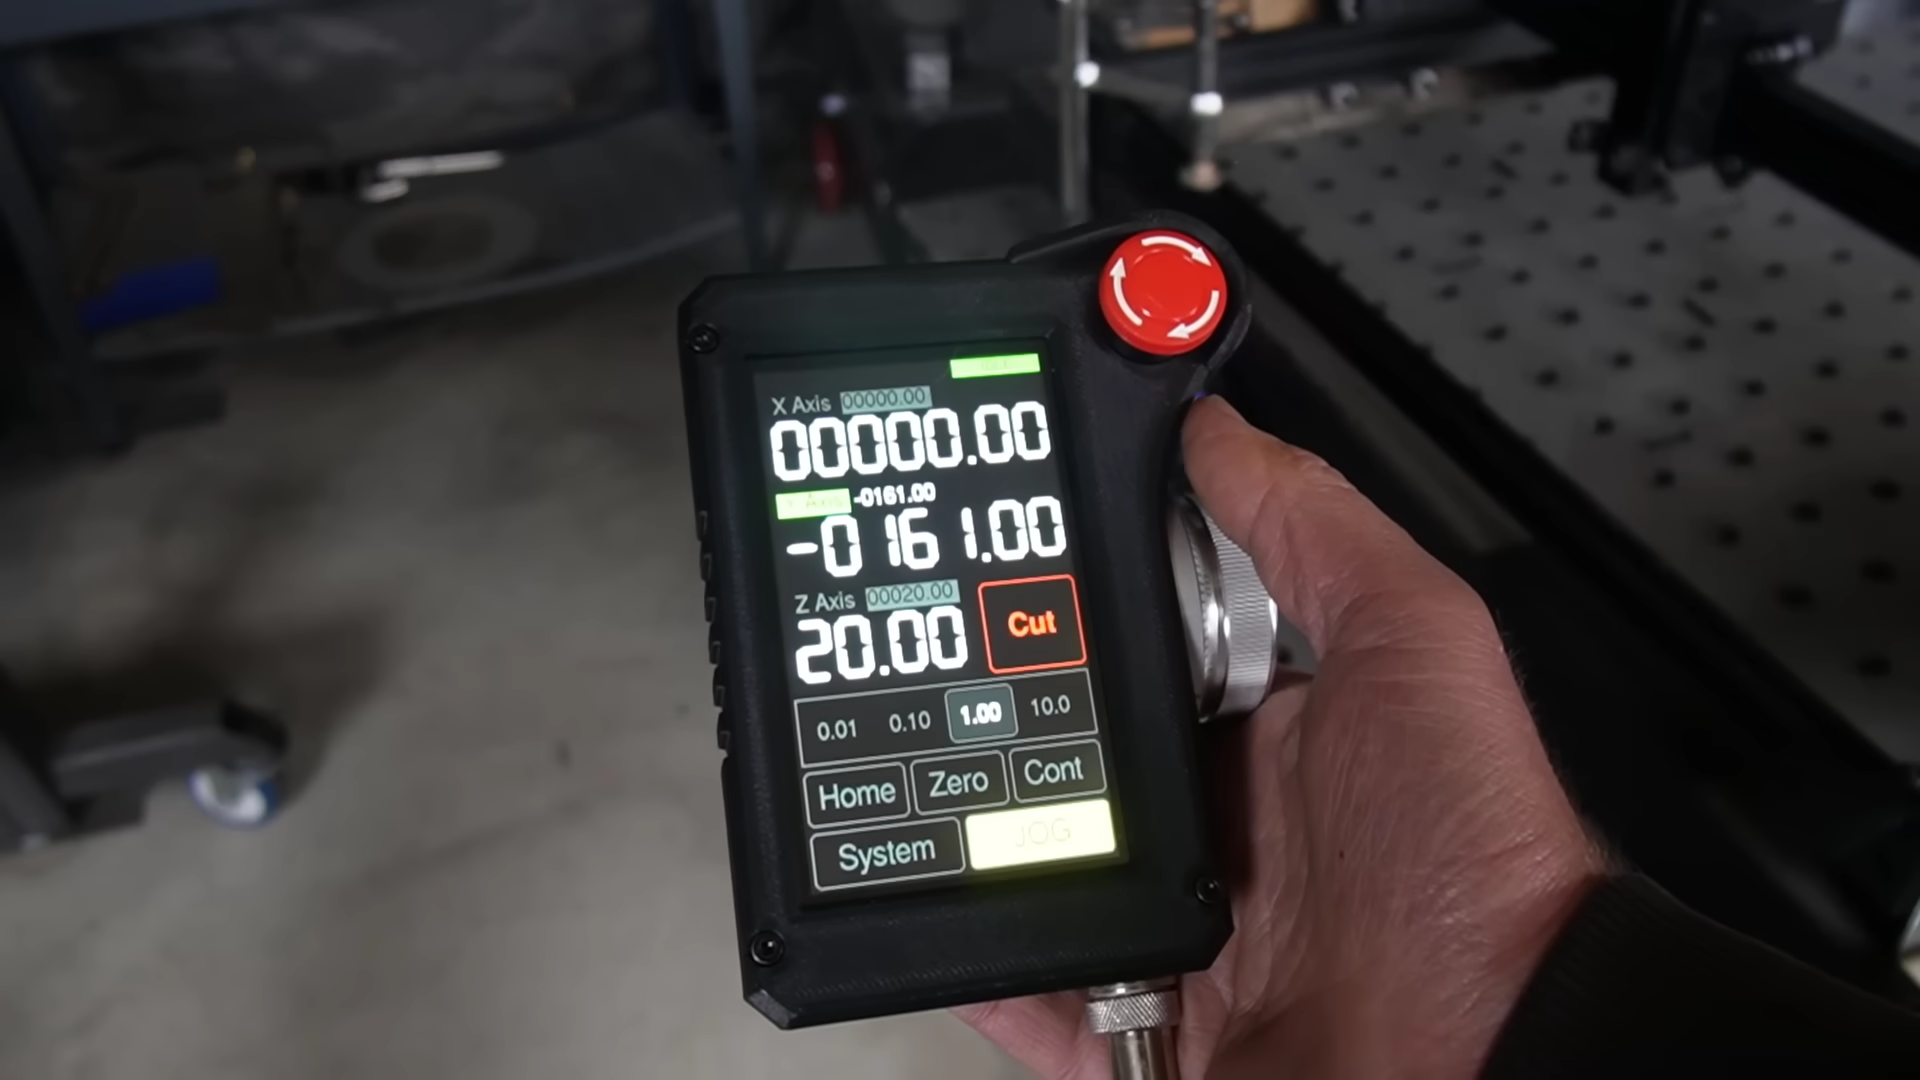 X Axis 00000.00
00000.00
Y Axis -0161.00
-0161.00
Z Axis 00020.00
20.00 Cut
0.01 0.10 1.00 10.0
Home Zero Cont
System JOG